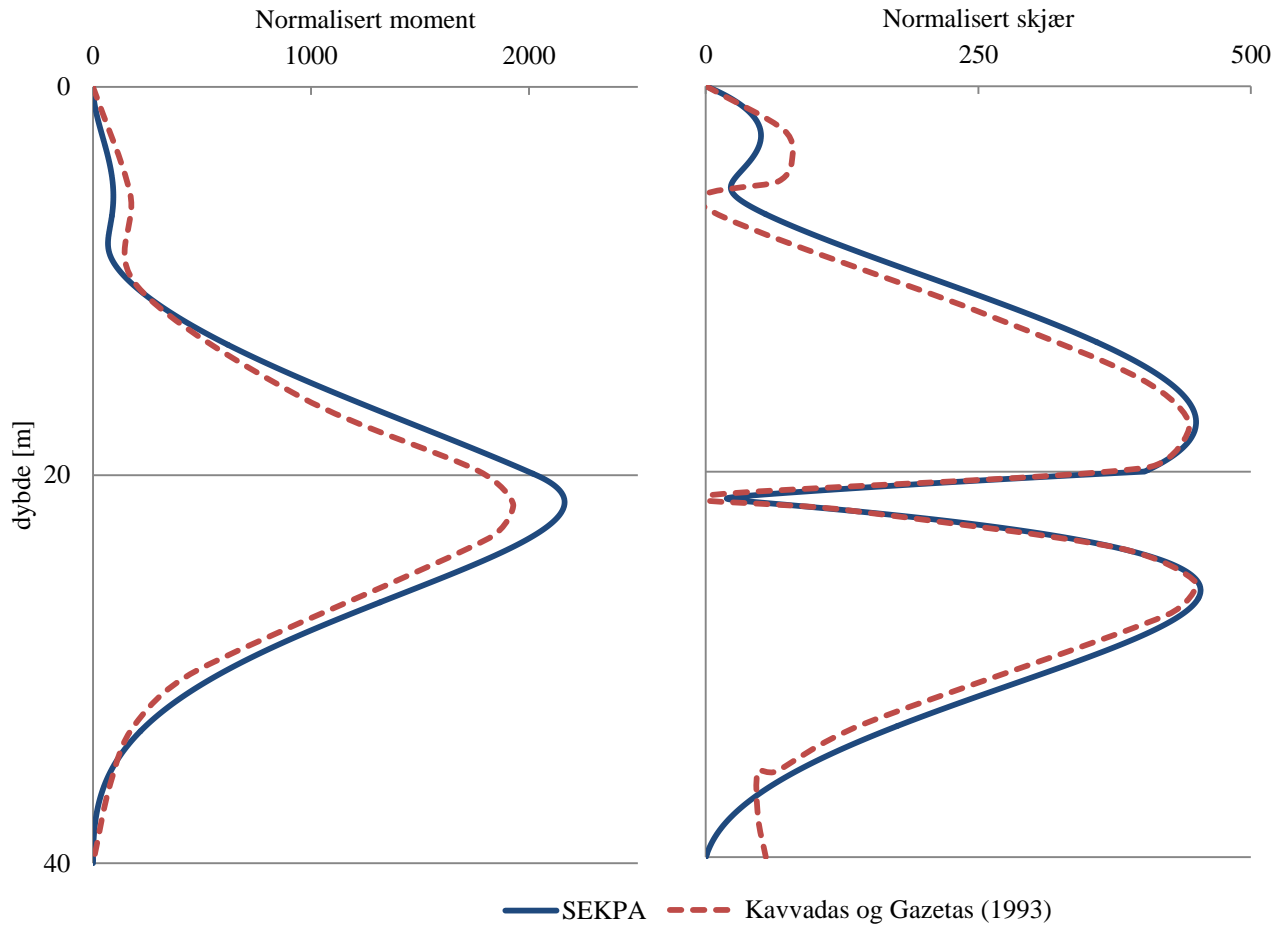 Normalisert moment
0 1000 2000
Normalisert skjær
0 250 500
0
20
40
dybde [m]
SEKPA
Kavvadas og Gazetas (1993)